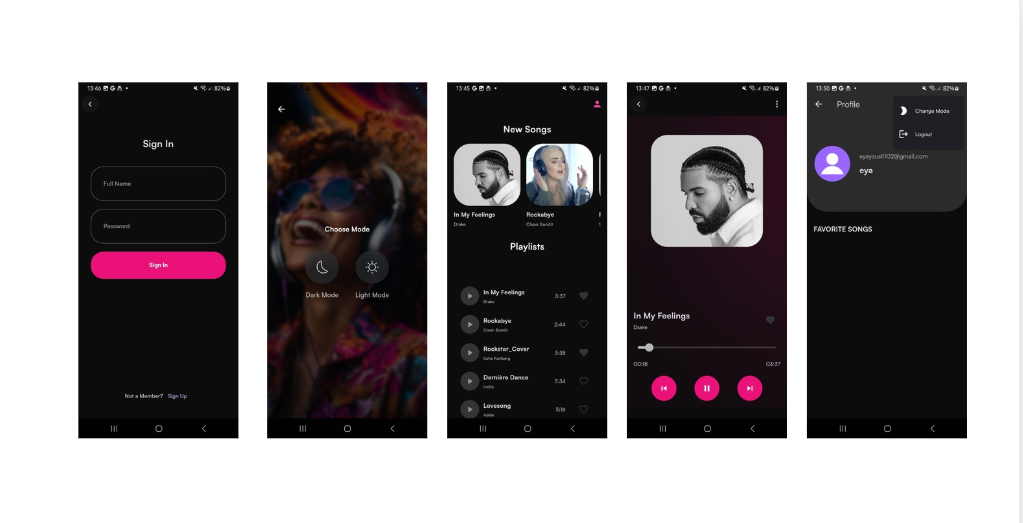 13:46
82%
Sign In
Full Name
Password
Sign In
Not a Member? Sign Up
Choose Mode
Dark Mode
Light Mode
13:45
82%
New Songs
In My Feelings
Drake
Rockabye
Clean Bandit
Playlists
In My Feelings
Drake
3:37
Rockabye
Clean Bandit
2:44
Rockstar_Cover
Sofia Karlberg
3:35
Dernière Dance
Indila
3:34
Lovesong
Adele
5:16
13:47
82%
In My Feelings
Drake
00:18
03:37
13:50
82%
Profile
Change Mode
Logout
eya
FAVORITE SONGS